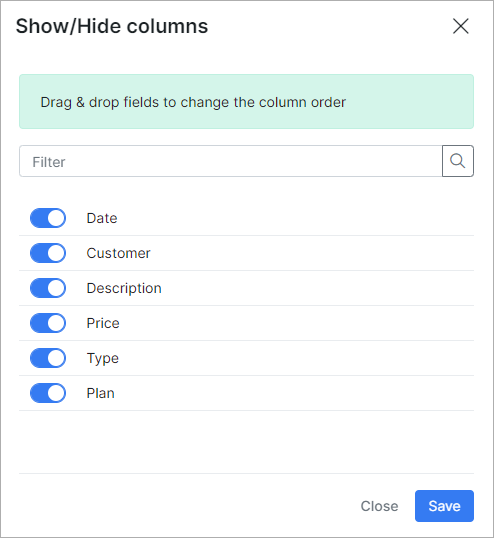 Show/Hide columns
Drag & drop fields to change the column order
Filter
Date
Customer
Description
Price
Type
Plan
Close Save